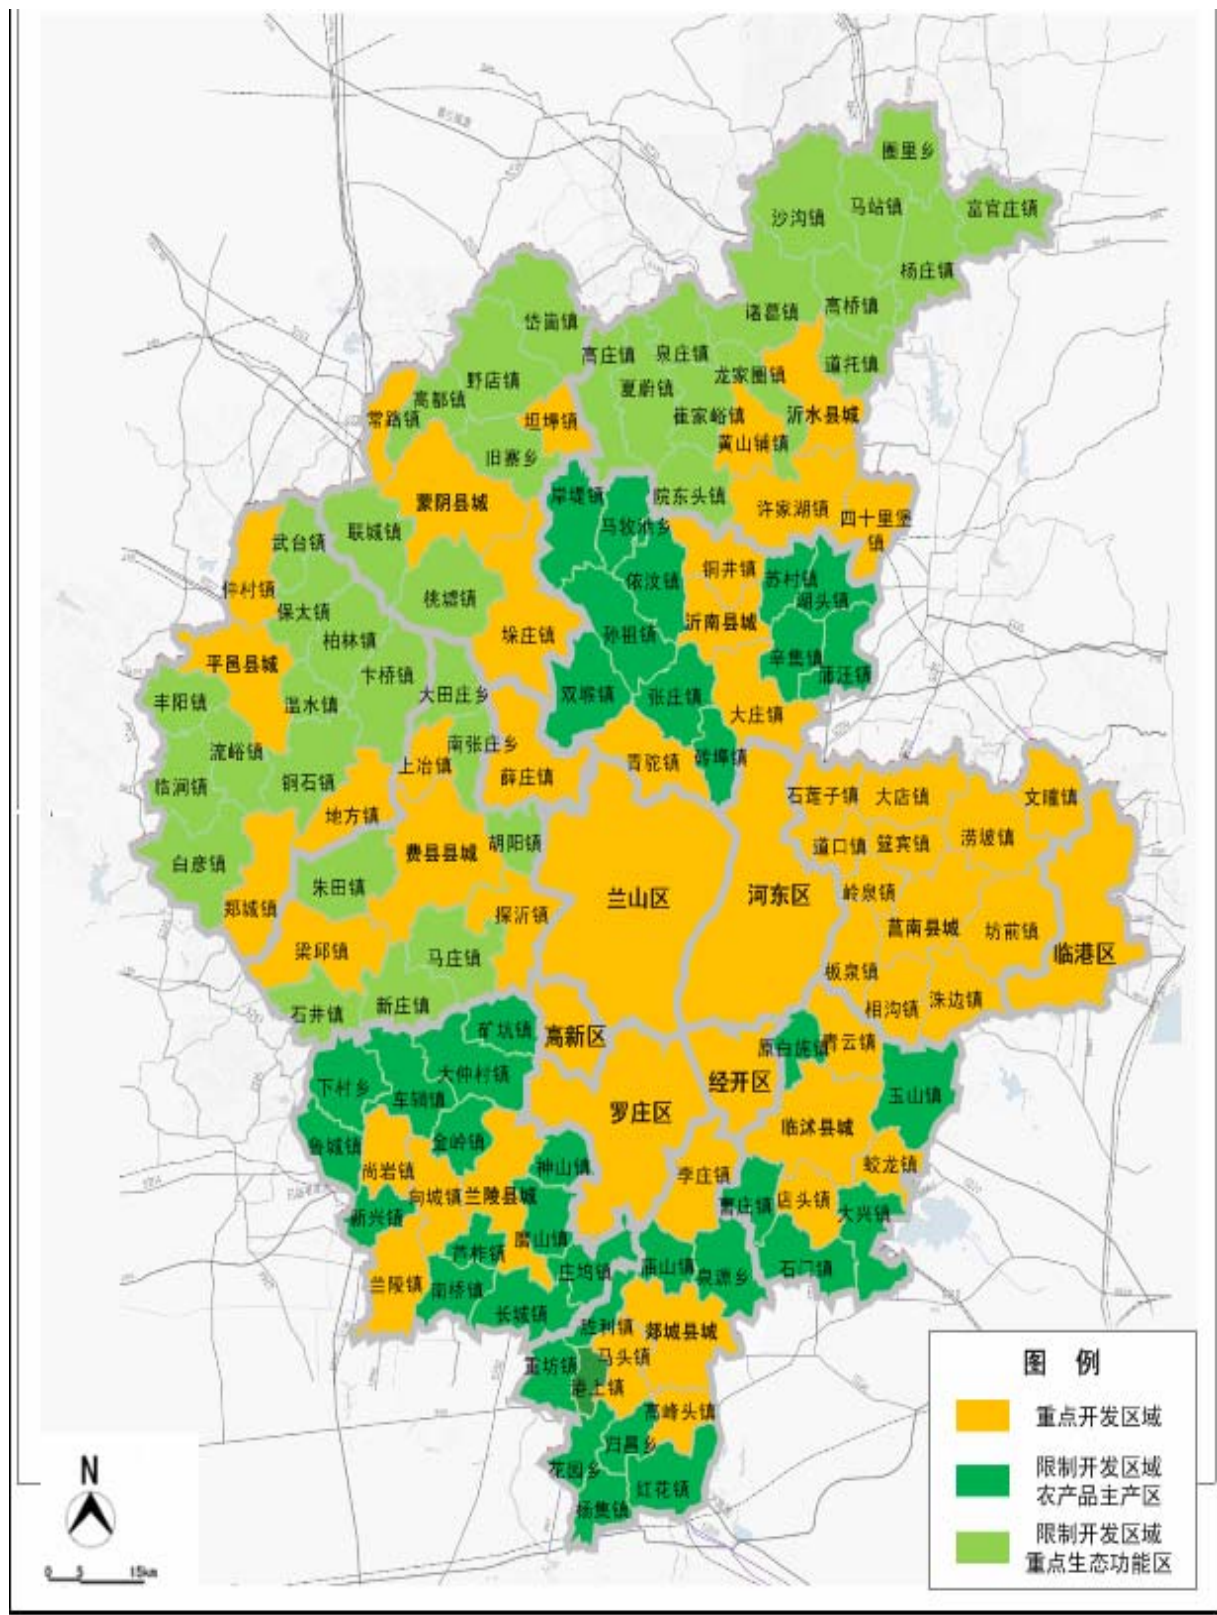 圈里乡
马站镇
沙沟镇
富官庄镇
杨庄镇
高桥镇
诸葛镇
岱崮镇
高庄镇
泉庄镇
道托镇
龙家圈镇
野店镇
夏蔚镇
高都镇
常路镇
坦埠镇
崔家峪镇
沂水县城
黄山铺镇
旧寨乡
岸堤镇
院东头镇
蒙阴县城
许家湖镇
四十里堡
镇
马牧池乡
联城镇
武台镇
铜井镇
苏村镇
依汶镇
仲村镇
湖头镇
桃墟镇
保太镇
沂南县城
柏林镇
垛庄镇
孙祖镇
平邑县城
辛集镇
蒲汪镇
卞桥镇
大田庄乡
双堠镇
张庄镇
丰阳镇
温水镇
大庄镇
南张庄乡
流峪镇
上冶镇
青驼镇
砖埠镇
薛庄镇
铜石镇
临涧镇
石莲子镇
大店镇
文疃镇
地方镇
涝坡镇
胡阳镇
道口镇
筵宾镇
费县县城
白彦镇
朱田镇
兰山区
河东区
岭泉镇
郑城镇
探沂镇
莒南县城
坊前镇
梁邱镇
马庄镇
临港区
板泉镇
洙边镇
相沟镇
新庄镇
石井镇
矿坑镇
高新区
原白旄镇
青云镇
大仲村镇
经开区
下村乡
车辋镇
玉山镇
罗庄区
临沭县城
鲁城镇
金岭镇
尚岩镇
神山镇
李庄镇
蛟龙镇
向城镇
兰陵县城
曹庄镇
店头镇
大兴镇
新兴镇
磨山镇
芦柞镇
庄坞镇
庙山镇
泉源乡
石门镇
兰陵镇
南桥镇
长城镇
胜利镇
郯城县城
重坊镇
马头镇
港上镇
高峰头镇
归昌乡
花园乡
红花镇
杨集镇
图 例
重点开发区域
限制开发区域
农产品主产区
限制开发区域
重点生态功能区
N
0 5 15km